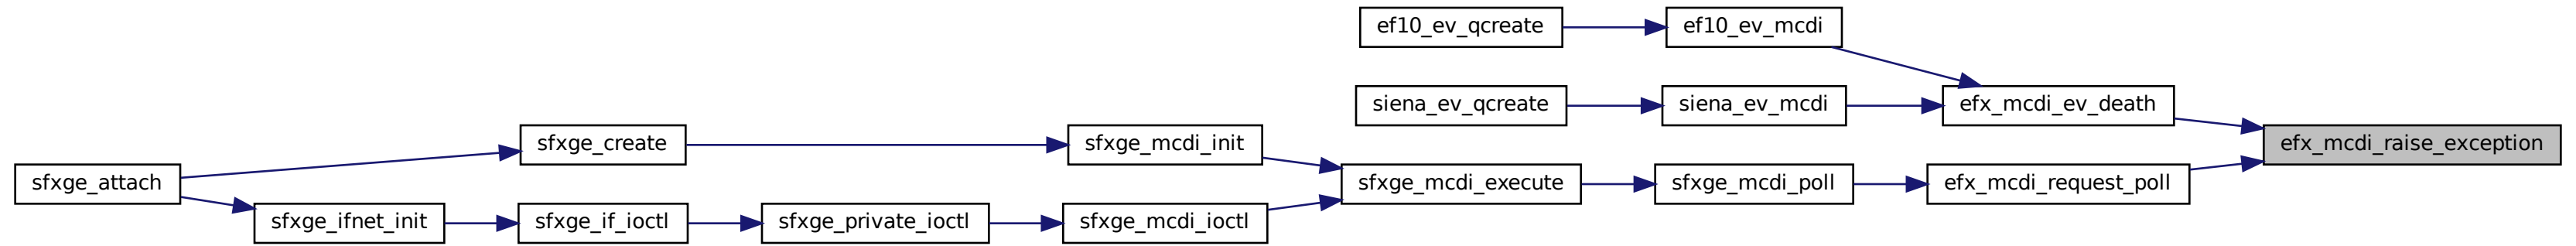 ef10_ev_qcreate
ef10_ev_mcdi
siena_ev_qcreate
siena_ev_mcdi
efx_mcdi_ev_death
sfxge_create
sfxge_mcdi_init
efx_mcdi_raise_exception
sfxge_attach
sfxge_mcdi_execute
sfxge_mcdi_poll
efx_mcdi_request_poll
sfxge_ifnet_init
sfxge_if_ioctl
sfxge_private_ioctl
sfxge_mcdi_ioctl